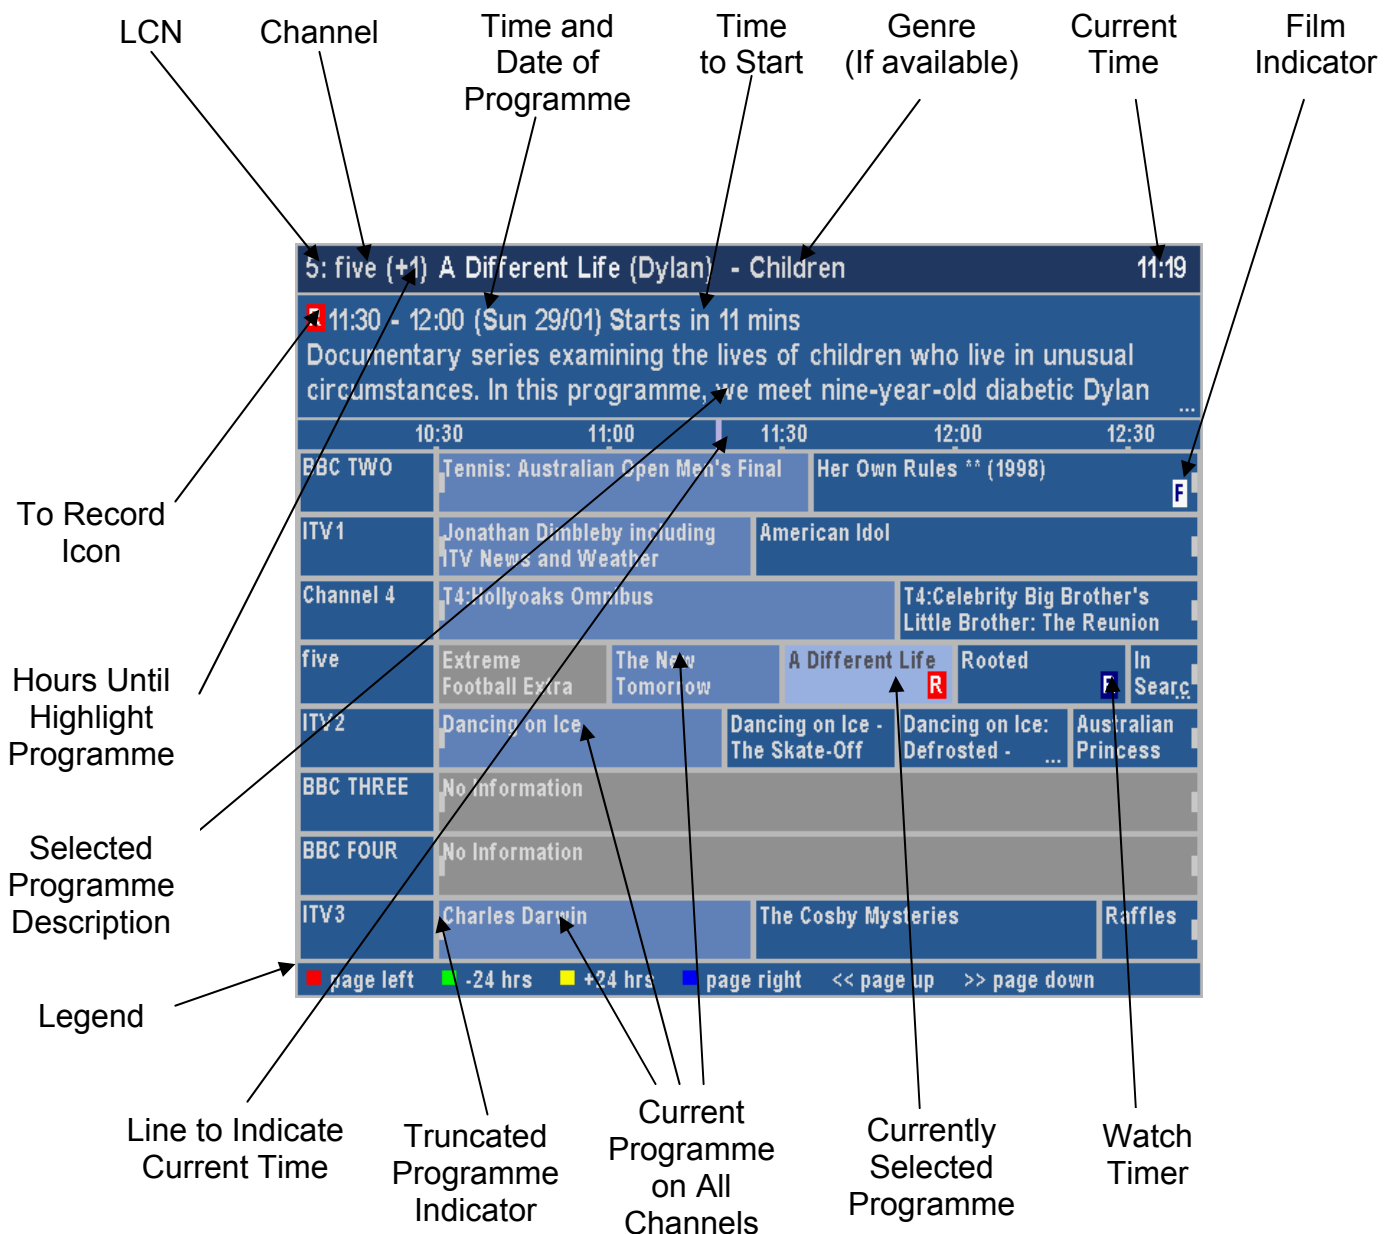 LCN
Channel
Time and
Date of
Programme
Time
to Start
Genre
(If available)
Current
Time
Film
Indicator
5: five (+1) A Different Life (Dylan) - Children
11:19
R 11:30 - 12:00 (Sun 29/01) Starts in 11 mins
Documentary series examining the lives of children who live in unusual
circumstances. In this programme, we meet nine-year-old diabetic Dylan
...
10:30 11:00 11:30 12:00 12:30
BBC TWO
Tennis: Australian Open Men's Final
Her Own Rules ** (1998)
F
ITV1
Jonathan Dimbleby including
ITV News and Weather
American Idol
Channel 4
T4:Hollyoaks Omnibus
T4:Celebrity Big Brother's
Little Brother: The Reunion
five
Extreme
Football Extra
The New
Tomorrow
A Different Life
R
Rooted
In
Searc...
ITV2
Dancing on Ice
Dancing on Ice -
The Skate-Off
Dancing on Ice:
Defrosted - ...
Australian
Princess
BBC THREE
No Information
BBC FOUR
No Information
ITV3
Charles Darwin
The Cosby Mysteries
Raffles
page left -24 hrs +24 hrs page right << page up >> page down
To Record
Icon
Hours Until
Highlight
Programme
Selected
Programme
Description
Legend
Line to Indicate
Current Time
Truncated
Programme
Indicator
Current
Programme
on All
Channels
Currently
Selected
Programme
Watch
Timer